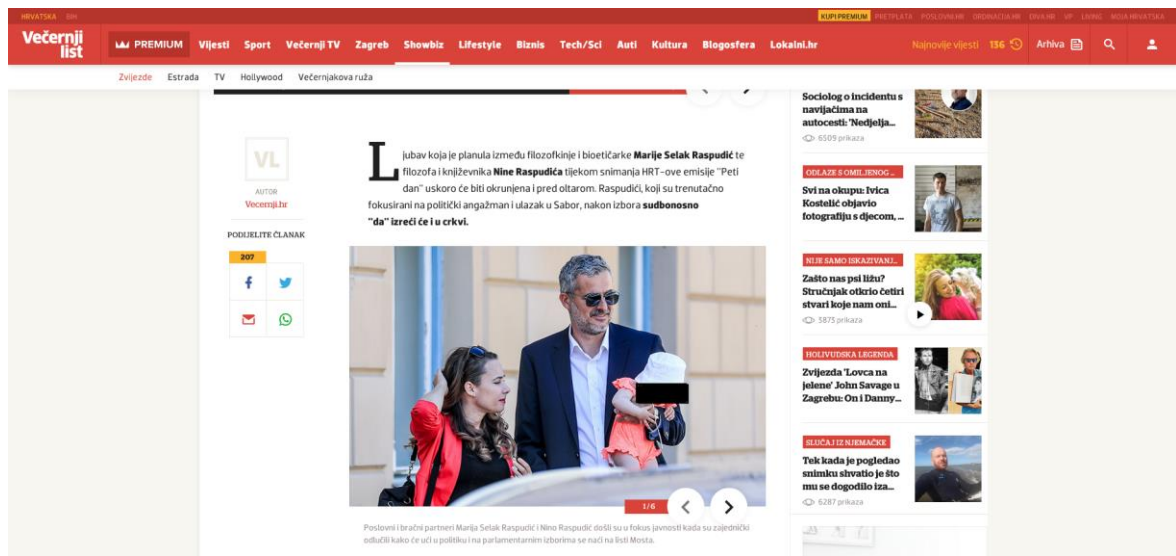 HRVATSKA BIH
KUPI PREMIUM PRETPLATA POSLOVNI.HR ORDINACIJA.HR DIVA.HR VP LIVING MOJA HRVATSKA
Večernji
list
PREMIUM Vijesti Sport Večernji TV Zagreb Showbiz Lifestyle Biznis Tech/Sci Auti Kultura Blogosfera Lokalni.hr
Najnovije vijesti 136 Arhiva
Zvijezde Estrada TV Hollywood Večernjakova ruža
VL
AUTOR
Vecernji.hr
PODIJELITE ČLANAK
207
Ljubav koja je planula između filozofkinje i bioetičarke Marije Selak Raspudić te
filozofa i književnika Nine Raspudića tijekom snimanja HRT-ove emisije "Peti
dan" uskoro će biti okrunjena i pred oltarom. Raspudići, koji su trenutačno
fokusirani na politički angažman i ulazak u Sabor, nakon izbora sudbonosno
"da" izreći će i u crkvi.
1/6
Poslovni i bračni partneri Marija Selak Raspudić i Nino Raspudić došli su u fokus javnosti kada su zajednički
odlučili kako će ući u politiku i na parlamentarnim izborima se naći na listi Mosta.
Sociolog o incidentu s
navijačima na
autocesti: 'Nedjelja...
6509 prikaza
ODLAZE S OMILJENOG ...
Svi na okupu: Ivica
Kostelić objavio
fotografiju s djecom, ...
NIJE SAMO ISKAZIVANJ...
Zašto nas psi ližu?
Stručnjak otkrio četiri
stvari koje nam oni...
3873 prikaza
HOLIVUDSKA LEGENDA
Zvijezda 'Lovca na
jelene' John Savage u
Zagrebu: On i Danny...
SLUČAJ IZ NJEMAČKE
Tek kada je pogledao
snimku shvatio je što
mu se dogodilo iza...
6287 prikaza